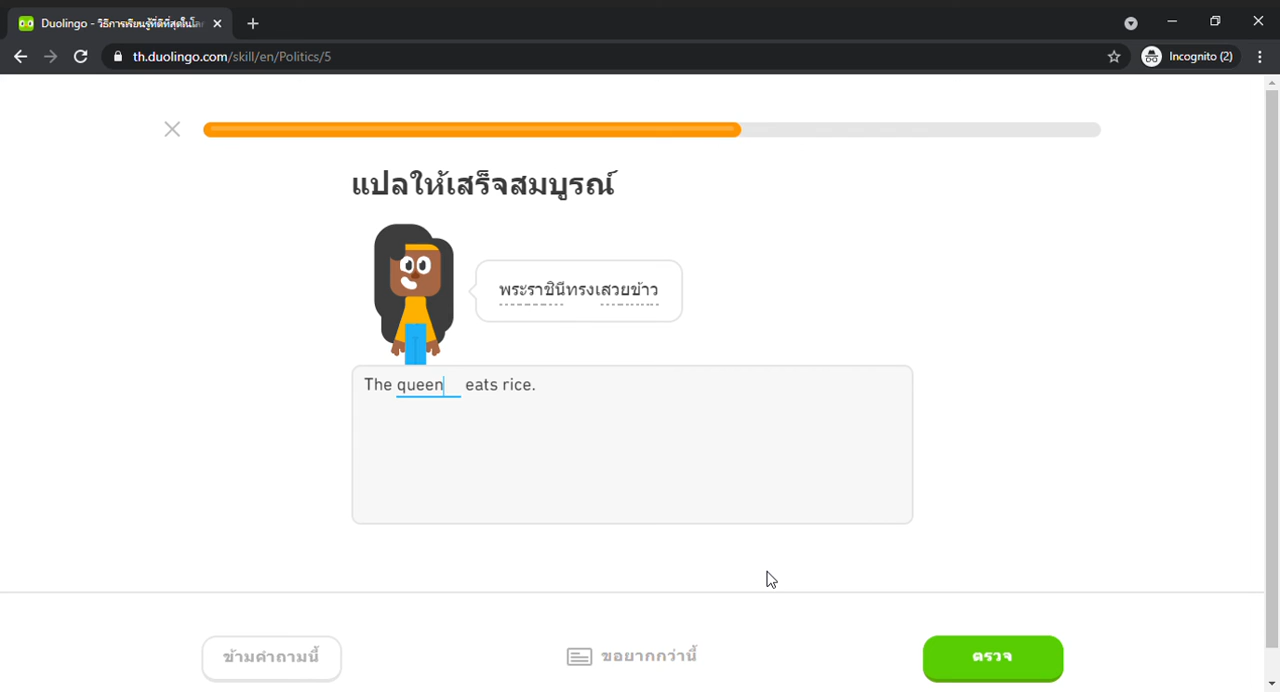 Duolingo - วิธีการเรียนรู้ที่ดีที่สุดในโลก
th.duolingo.com/skill/en/Politics/5
Incognito (2)
แปลให้เสร็จสมบูรณ์
พระราชินีทรงเสวยข้าว
The queen eats rice.
ข้ามคำถามนี้
ขอยากกว่านี้
ตรวจ